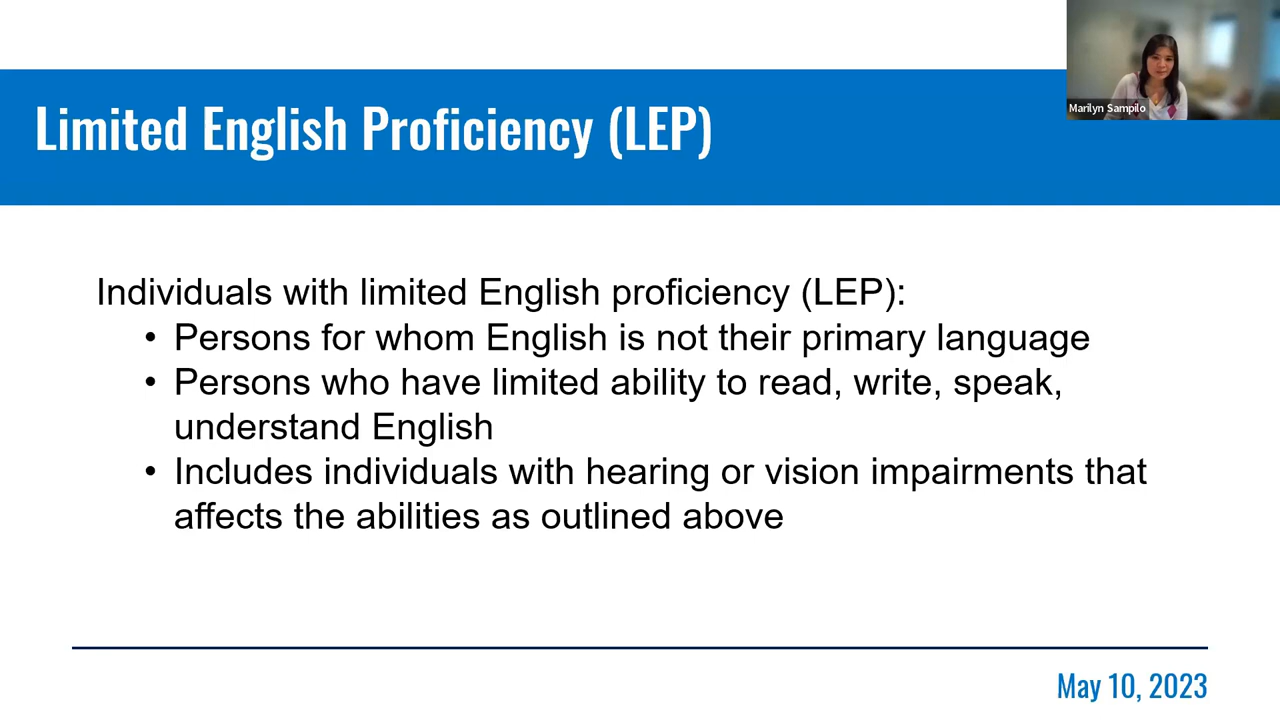 Marilyn Sampilo
Limited English Proficiency (LEP)
Individuals with limited English proficiency (LEP):
• Persons for whom English is not their primary language
• Persons who have limited ability to read, write, speak,
understand English
• Includes individuals with hearing or vision impairments that
affects the abilities as outlined above
May 10, 2023